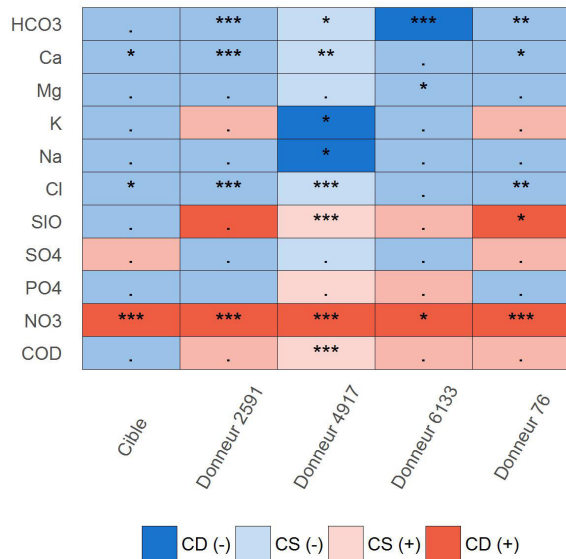 HCO3 . *** * *** **
Ca * *** ** . *
Mg . . . * .
K . . * . .
Na . . * . .
Cl * *** *** . **
SIO . . *** . *
SO4 . . . . .
PO4 . . . . .
NO3 *** *** *** * ***
COD . . *** . .
Cible Donneur 2591 Donneur 4917 Donneur 6133 Donneur 76
CD (-) CS (-) CS (+) CD (+)